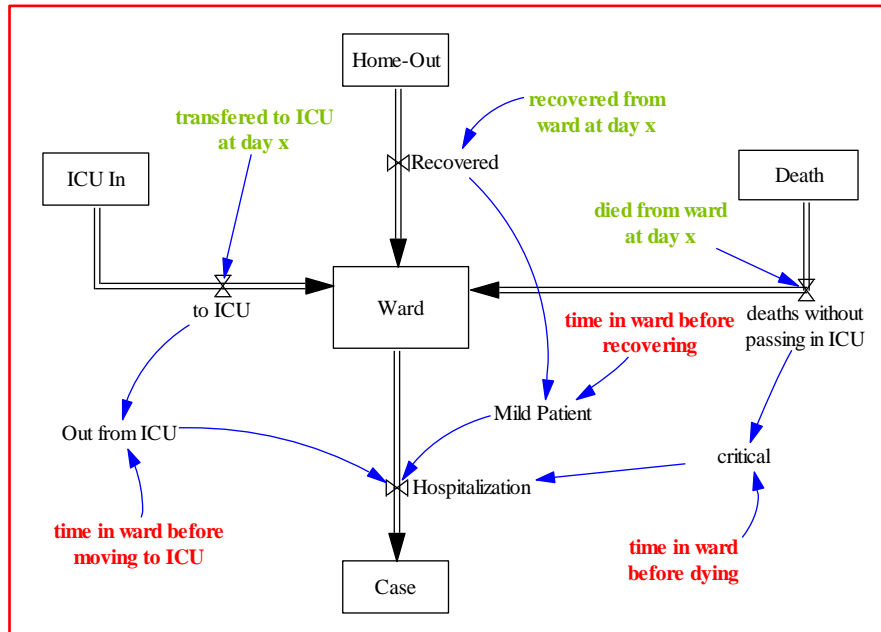 Home-Out
recovered from
ward at day x
transfered to ICU
at day x
Recovered
ICU In
Death
died from ward
at day x
Ward
to ICU
deaths without
passing in ICU
time in ward before
recovering
Mild Patient
Out from ICU
critical
Hospitalization
time in ward before
moving to ICU
time in ward
before dying
Case